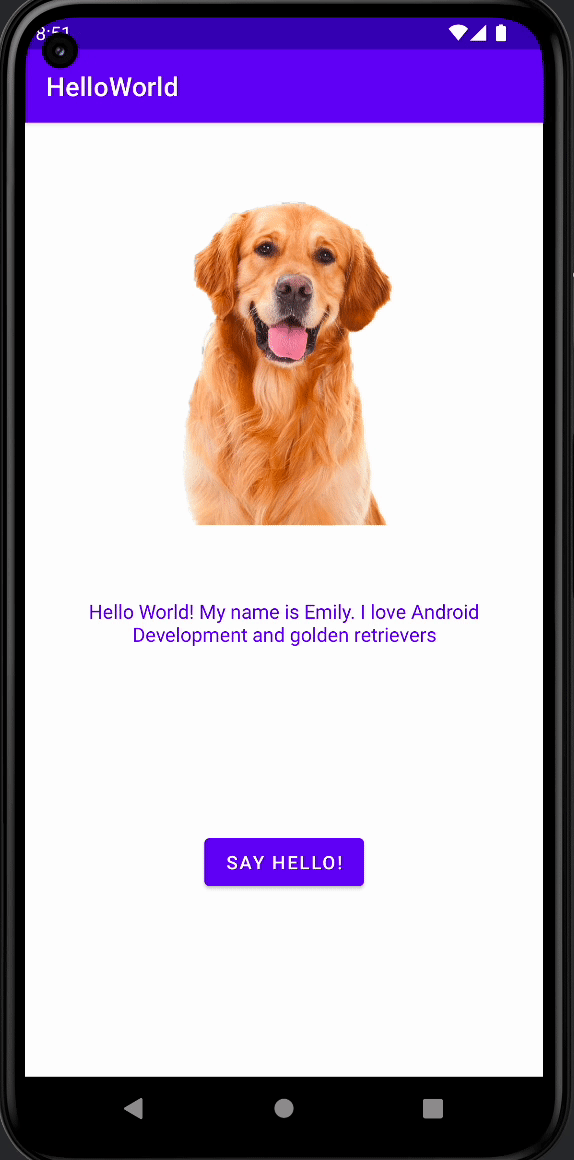 8:51
HelloWorld
Hello World! My name is Emily. I love Android
Development and golden retrievers
SAY HELLO!